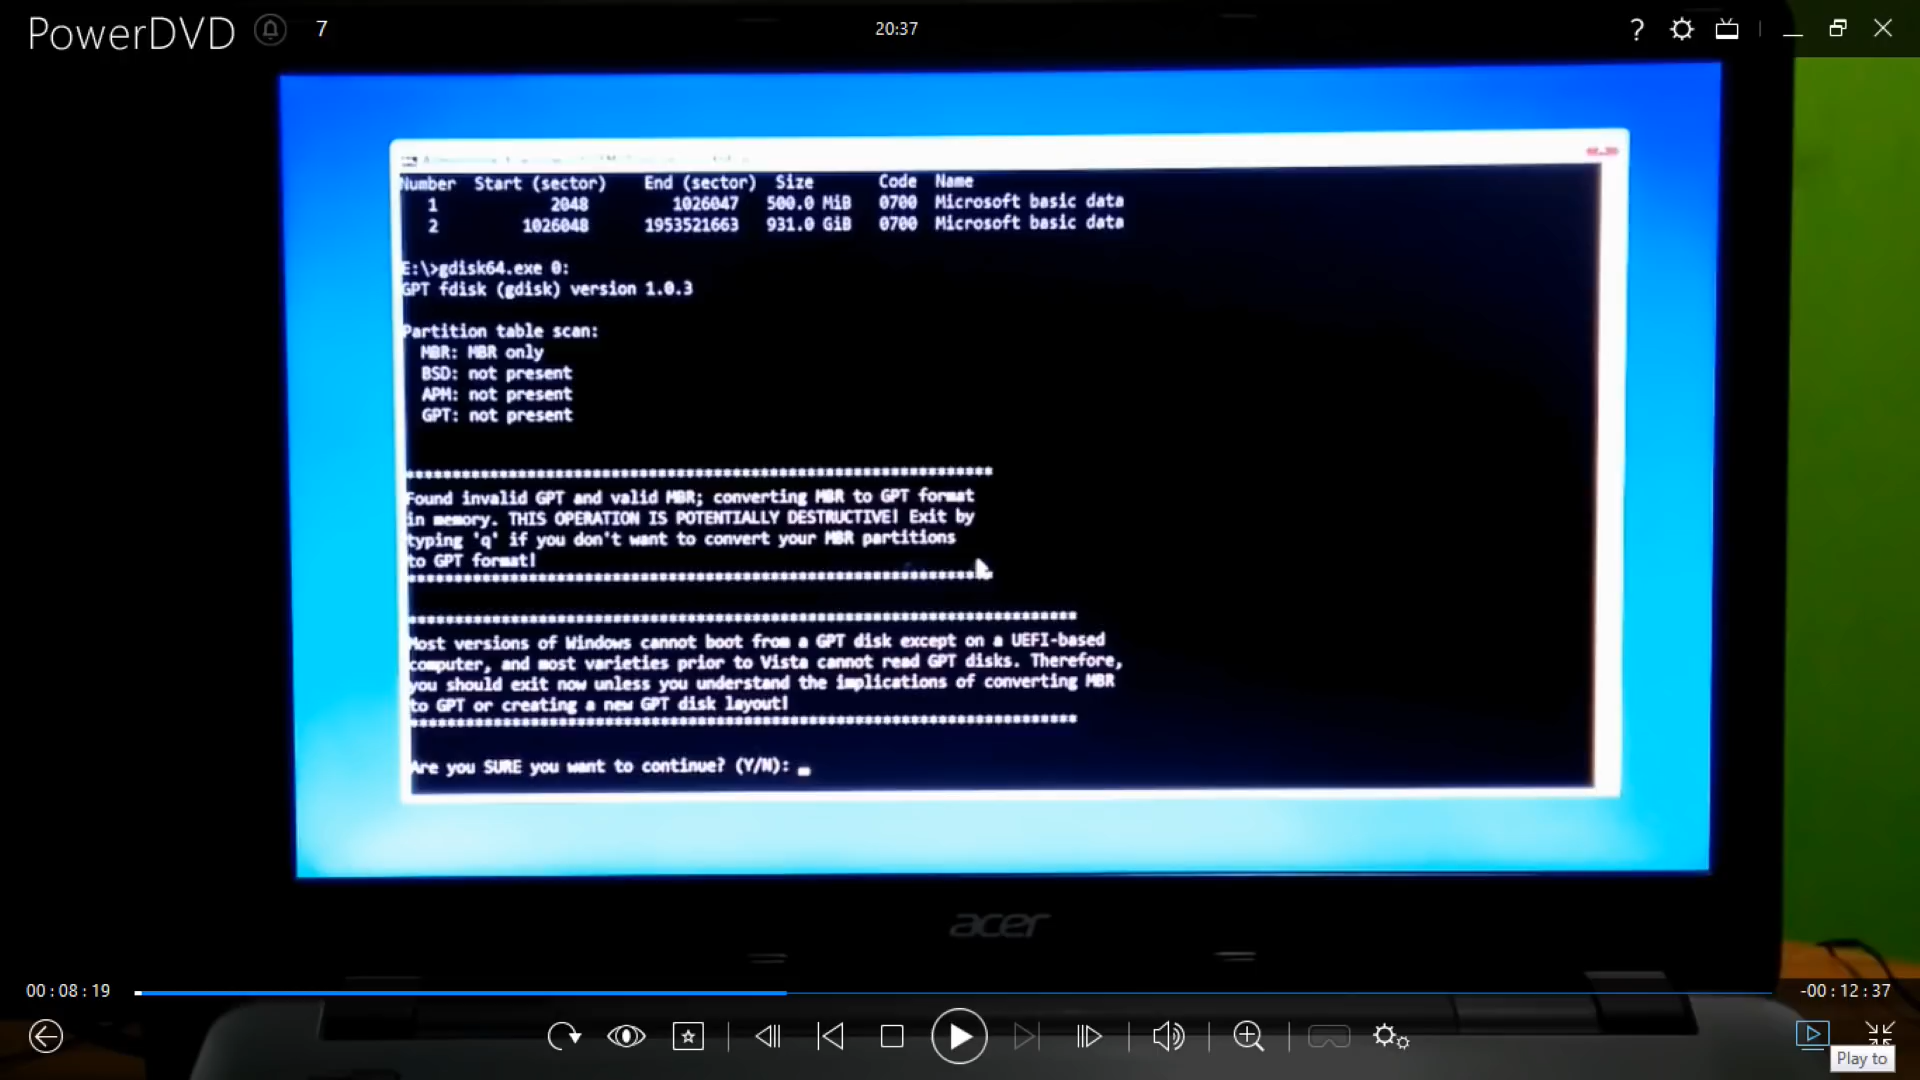 PowerDVD 7 20:37
Number Start (sector) End (sector) Size Code Name
1 2048 1026047 500.0 MiB 0700 Microsoft basic data
2 1026048 1953521663 931.0 GiB 0700 Microsoft basic data
E:\>gdisk64.exe 0:
GPT fdisk (gdisk) version 1.0.3
Partition table scan:
MBR: MBR only
BSD: not present
APM: not present
GPT: not present
***************************************************************
Found invalid GPT and valid MBR; converting MBR to GPT format
in memory. THIS OPERATION IS POTENTIALLY DESTRUCTIVE! Exit by
typing 'q' if you don't want to convert your MBR partitions
to GPT format!
***************************************************************
************************************************************************
Most versions of Windows cannot boot from a GPT disk except on a UEFI-based
computer, and most varieties prior to Vista cannot read GPT disks. Therefore,
you should exit now unless you understand the implications of converting MBR
to GPT or creating a new GPT disk layout!
************************************************************************
Are you SURE you want to continue? (Y/N):
acer
00:08:19
-00:12:37
Play to